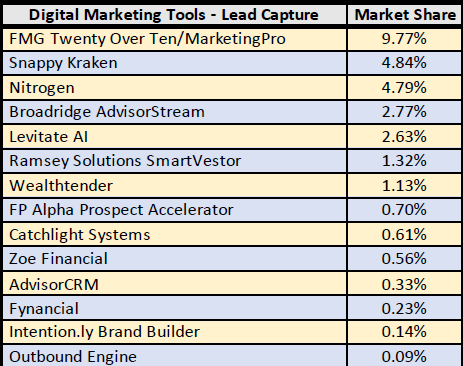 Digital Marketing Tools - Lead Capture Market Share
FMG Twenty Over Ten/MarketingPro 9.77%
Snappy Kraken 4.84%
Nitrogen 4.79%
Broadridge AdvisorStream 2.77%
Levitate AI 2.63%
Ramsey Solutions SmartVestor 1.32%
Wealthtender 1.13%
FP Alpha Prospect Accelerator 0.70%
Catchlight Systems 0.61%
Zoe Financial 0.56%
AdvisorCRM 0.33%
Fynancial 0.23%
Intention.ly Brand Builder 0.14%
Outbound Engine 0.09%